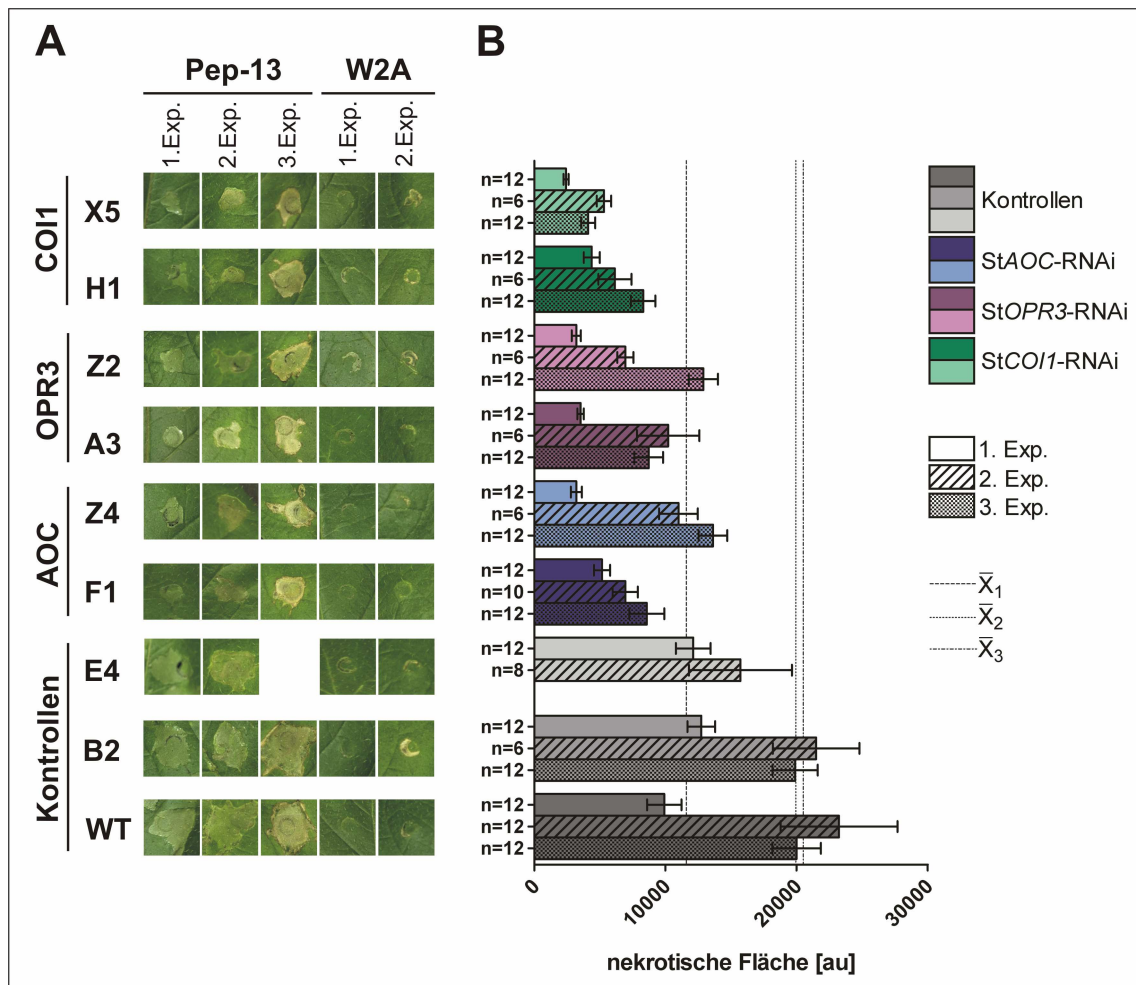 A
B
Pep-13
W2A
1.Exp.
2.Exp.
3.Exp.
1.Exp.
2.Exp.
COI1
X5
H1
OPR3
Z2
A3
AOC
Z4
F1
Kontrollen
E4
B2
WT
n=12
n=6
n=12
n=12
n=6
n=12
n=12
n=6
n=12
n=12
n=6
n=12
n=12
n=6
n=12
n=12
n=10
n=12
n=12
n=8
n=12
n=6
n=12
n=12
n=12
n=12
0
10000
20000
30000
nekrotische Fläche [au]
Kontrollen
StAOC-RNAi
StOPR3-RNAi
StCOI1-RNAi
1. Exp.
2. Exp.
3. Exp.
X̅1
X̅2
X̅3